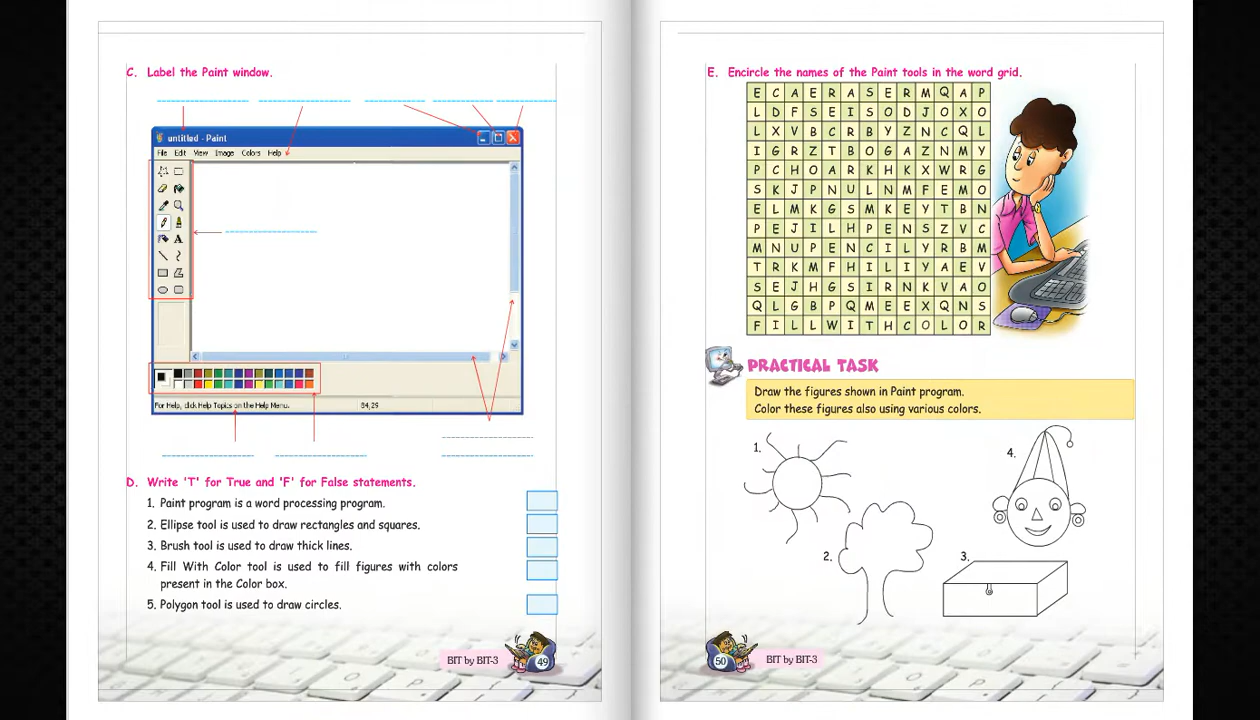 C. Label the Paint window.
untitled - Paint
File Edit View Image Colors Help
A
For Help, click Help Topics on the Help Menu.
84,29
D. Write 'T' for True and 'F' for False statements.
1. Paint program is a word processing program.
2. Ellipse tool is used to draw rectangles and squares.
3. Brush tool is used to draw thick lines.
4. Fill With Color tool is used to fill figures with colors
present in the Color box.
5. Polygon tool is used to draw circles.
BIT by BIT-3
49
E. Encircle the names of the Paint tools in the word grid.
E C A E R A S E R M Q A P
L D F S E I S O D J O X O
L X V B C R B Y Z N C Q L
I G R Z T B O G A Z N M Y
P C H O A R K H K X W R G
S K J P N U L N M F E M O
E L M K G S M K E Y T B N
P E J I L H P E N S Z V C
M N U P E N C I L Y R B M
T R K M F H I L I Y A E V
S E J H G S I R N K V A O
Q L G B P Q M E E X Q N S
F I L L W I T H C O L O R
PRACTICAL TASK
Draw the figures shown in Paint program.
Color these figures also using various colors.
1.
4.
2.
3.
50
BIT by BIT-3